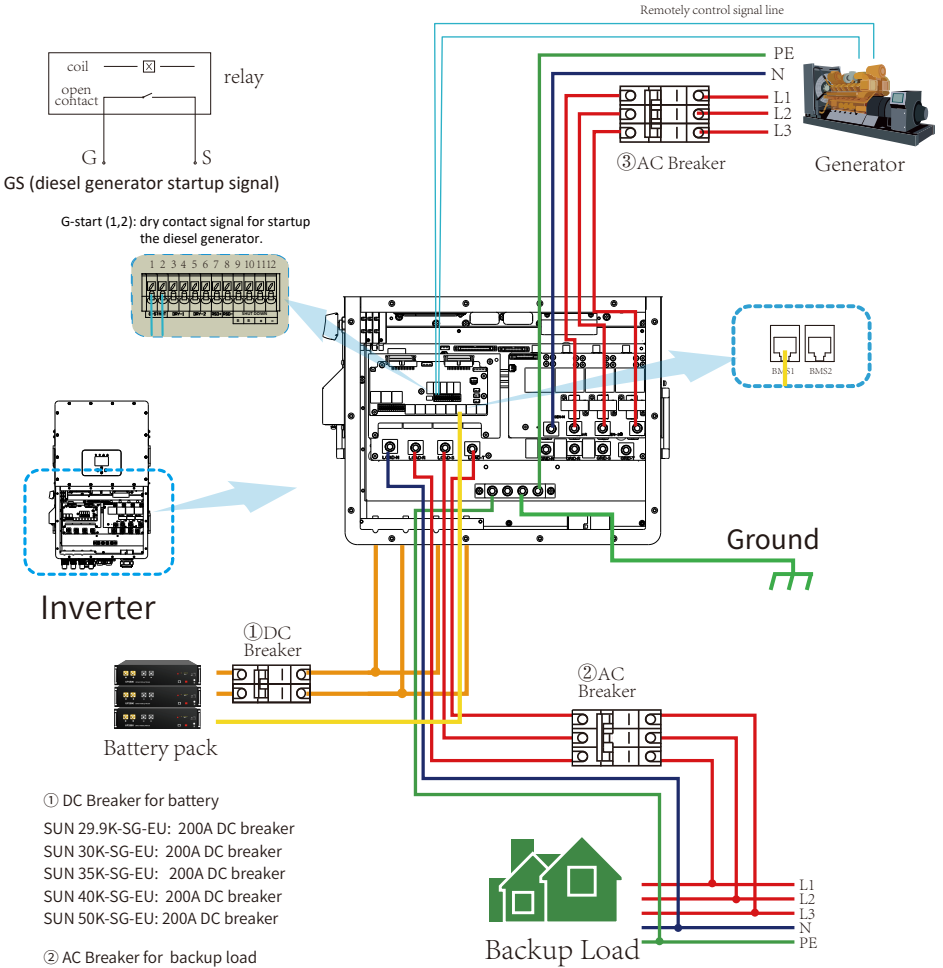 Remotely control signal line
PE
N
L1
L2
L3
③AC Breaker
Generator
coil
open
contact
relay
G
S
GS (diesel generator startup signal)
G-start (1,2): dry contact signal for startup
the diesel generator.
1 2 3 4 5 6 7 8 9 10 11 12
BMS1 BMS2
Inverter
Ground
①DC
Breaker
Battery pack
②AC
Breaker
① DC Breaker for battery
SUN 29.9K-SG-EU: 200A DC breaker
SUN 30K-SG-EU: 200A DC breaker
SUN 35K-SG-EU: 200A DC breaker
SUN 40K-SG-EU: 200A DC breaker
SUN 50K-SG-EU: 200A DC breaker
② AC Breaker for backup load
Backup Load
L1
L2
L3
N
PE